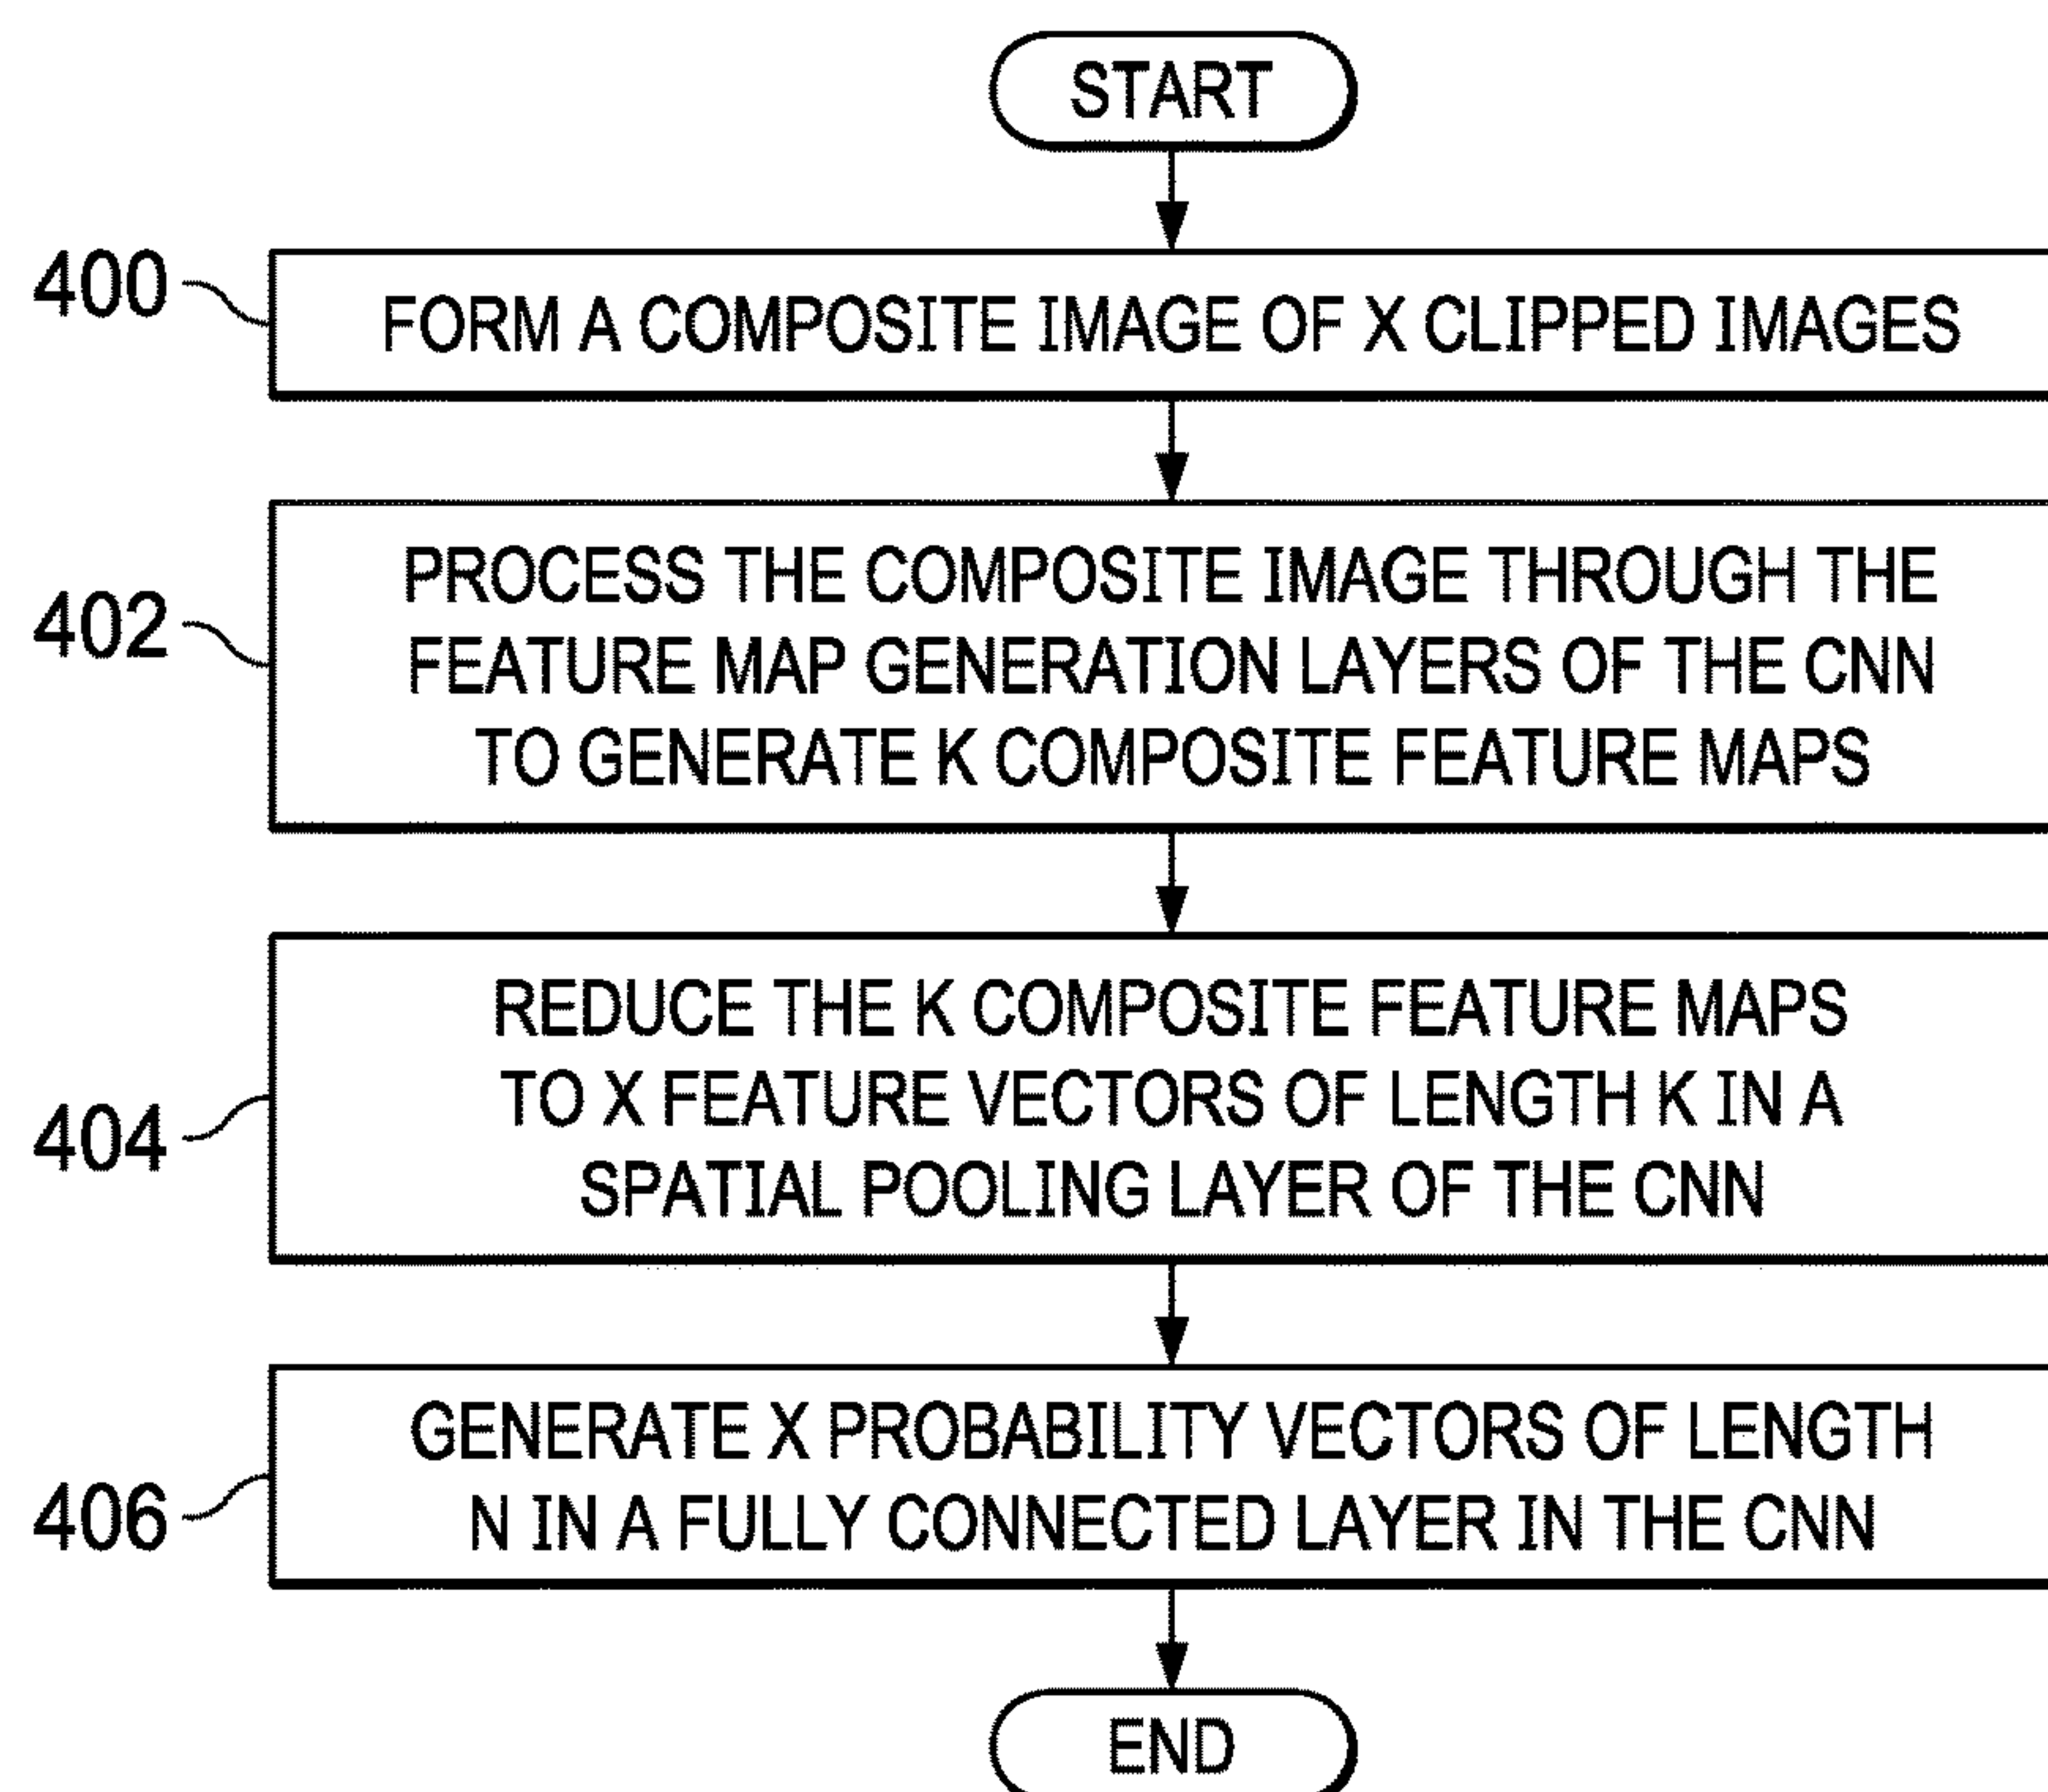 START
400
FORM A COMPOSITE IMAGE OF X CLIPPED IMAGES
402
PROCESS THE COMPOSITE IMAGE THROUGH THE
FEATURE MAP GENERATION LAYERS OF THE CNN
TO GENERATE K COMPOSITE FEATURE MAPS
404
REDUCE THE K COMPOSITE FEATURE MAPS
TO X FEATURE VECTORS OF LENGTH K IN A
SPATIAL POOLING LAYER OF THE CNN
406
GENERATE X PROBABILITY VECTORS OF LENGTH
N IN A FULLY CONNECTED LAYER IN THE CNN
END